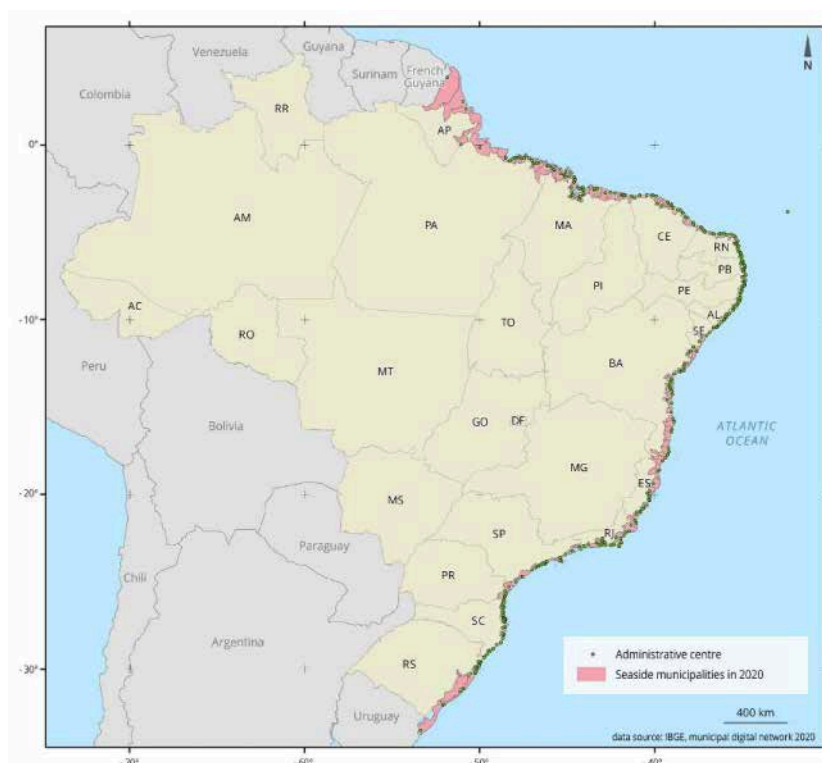 Venezuela
Guyana
Surinam
French
Guyana
Colombia
N
RR
AP
0°
AM
PA
MA
CE
RN
PB
PI
PE
AC
AL
SE
-10°
RO
TO
Peru
BA
MT
GO
DF
ATLANTIC
OCEAN
Bolivia
MG
-20°
ES
MS
SP
RJ
Paraguay
PR
Chili
SC
Argentina
RS
Administrative centre
-30°
Seaside municipalities in 2020
Uruguay
400 km
data source: IBGE, municipal digital network 2020